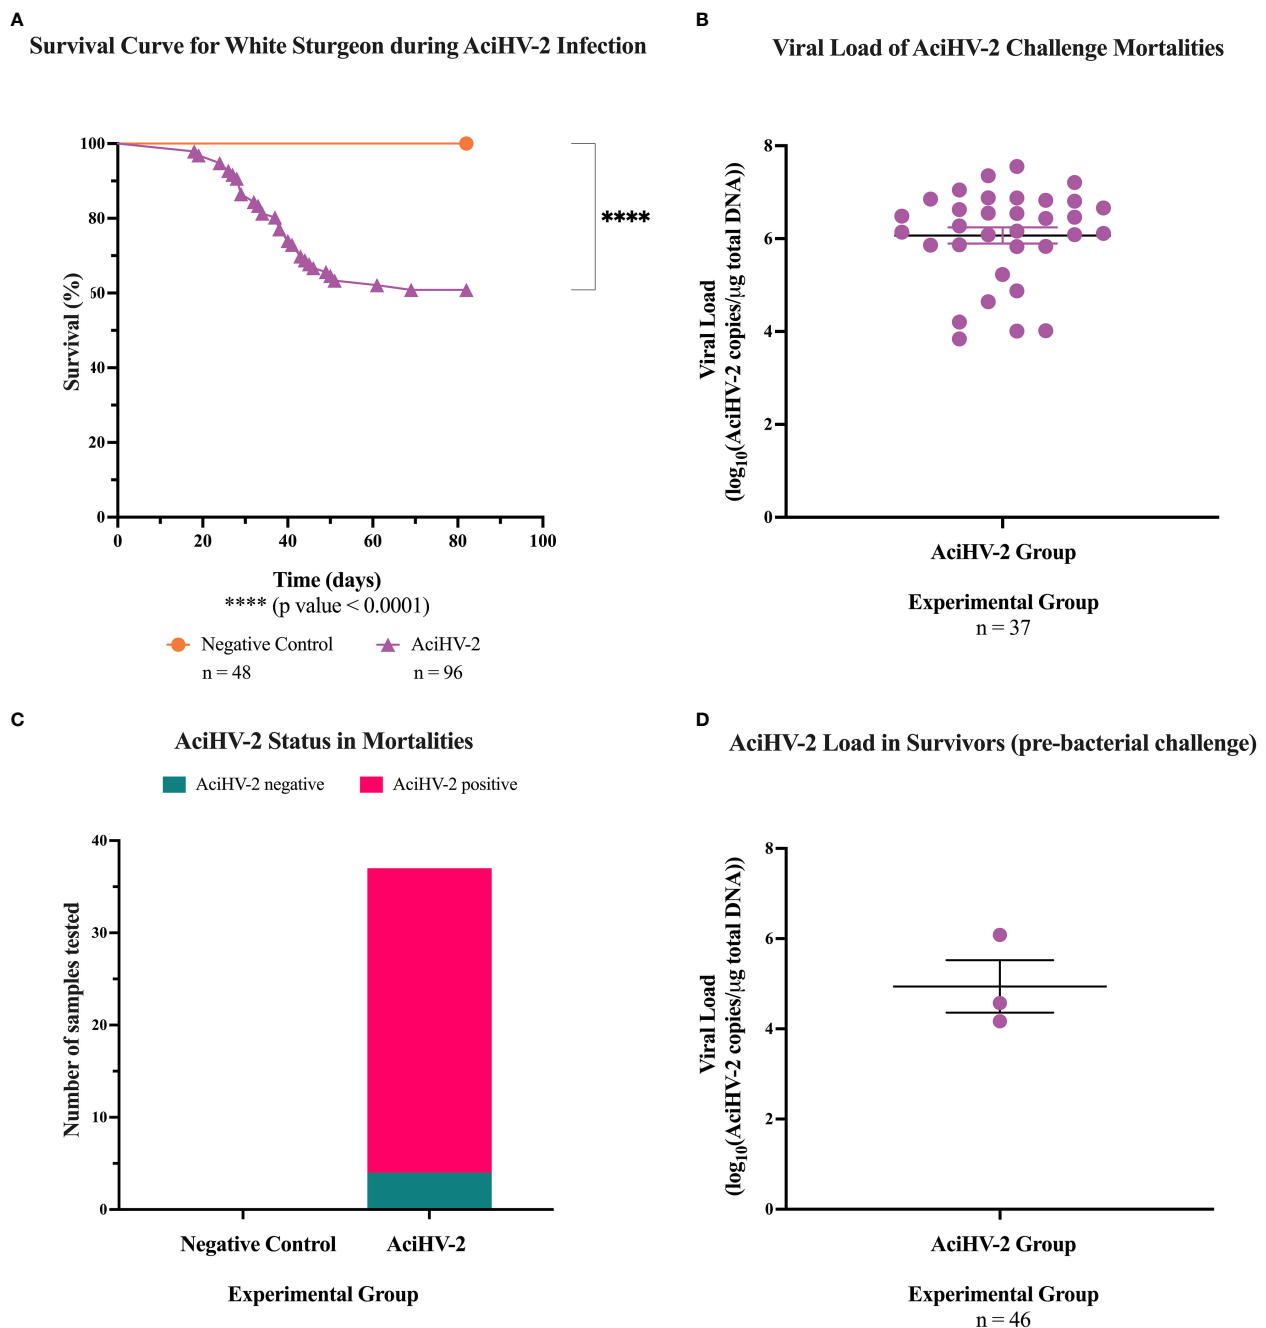 A
Survival Curve for White Sturgeon during AciHV-2 Infection
100
80
60
40
20
0
Survival (%)
0 20 40 60 80 100
Time (days)
**** (p value < 0.0001)
Negative Control AciHV-2
n = 48 n = 96
****
B
Viral Load of AciHV-2 Challenge Mortalities
8
6
4
2
0
Viral Load
(log10(AciHV-2 copies/µg total DNA))
AciHV-2 Group
Experimental Group
n = 37
C
AciHV-2 Status in Mortalities
AciHV-2 negative AciHV-2 positive
40
30
20
10
0
Number of samples tested
Negative Control AciHV-2
Experimental Group
D
AciHV-2 Load in Survivors (pre-bacterial challenge)
8
6
4
2
0
Viral Load
(log10(AciHV-2 copies/µg total DNA))
AciHV-2 Group
Experimental Group
n = 46